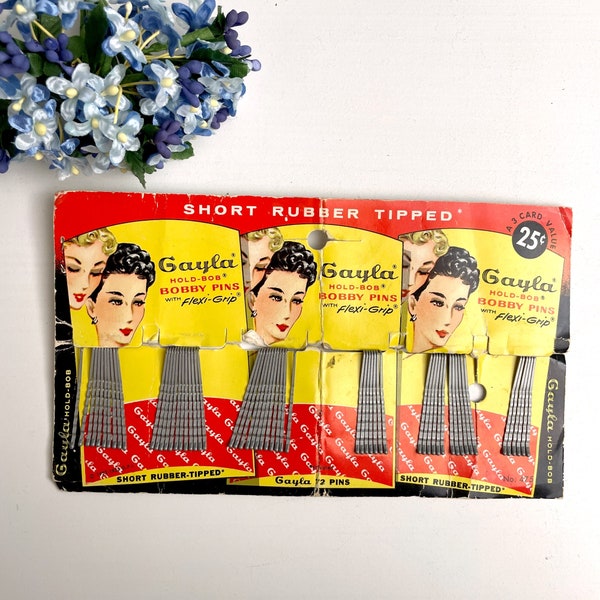 SHORT RUBBER TIPPED®
A 3 CARD VALUE
25¢
Gayla®
HOLD-BOB®
BOBBY PINS
WITH Flexi-Grip®
Gayla®
HOLD-BOB®
BOBBY PINS
WITH Flexi-Grip®
Gayla®
HOLD-BOB®
BOBBY PINS
WITH Flexi-Grip®
Gayla HOLD-BOB
Gayla HOLD-BOB
SHORT RUBBER-TIPPED®
Gayla 72 PINS
SHORT RUBBER-TIPPED®